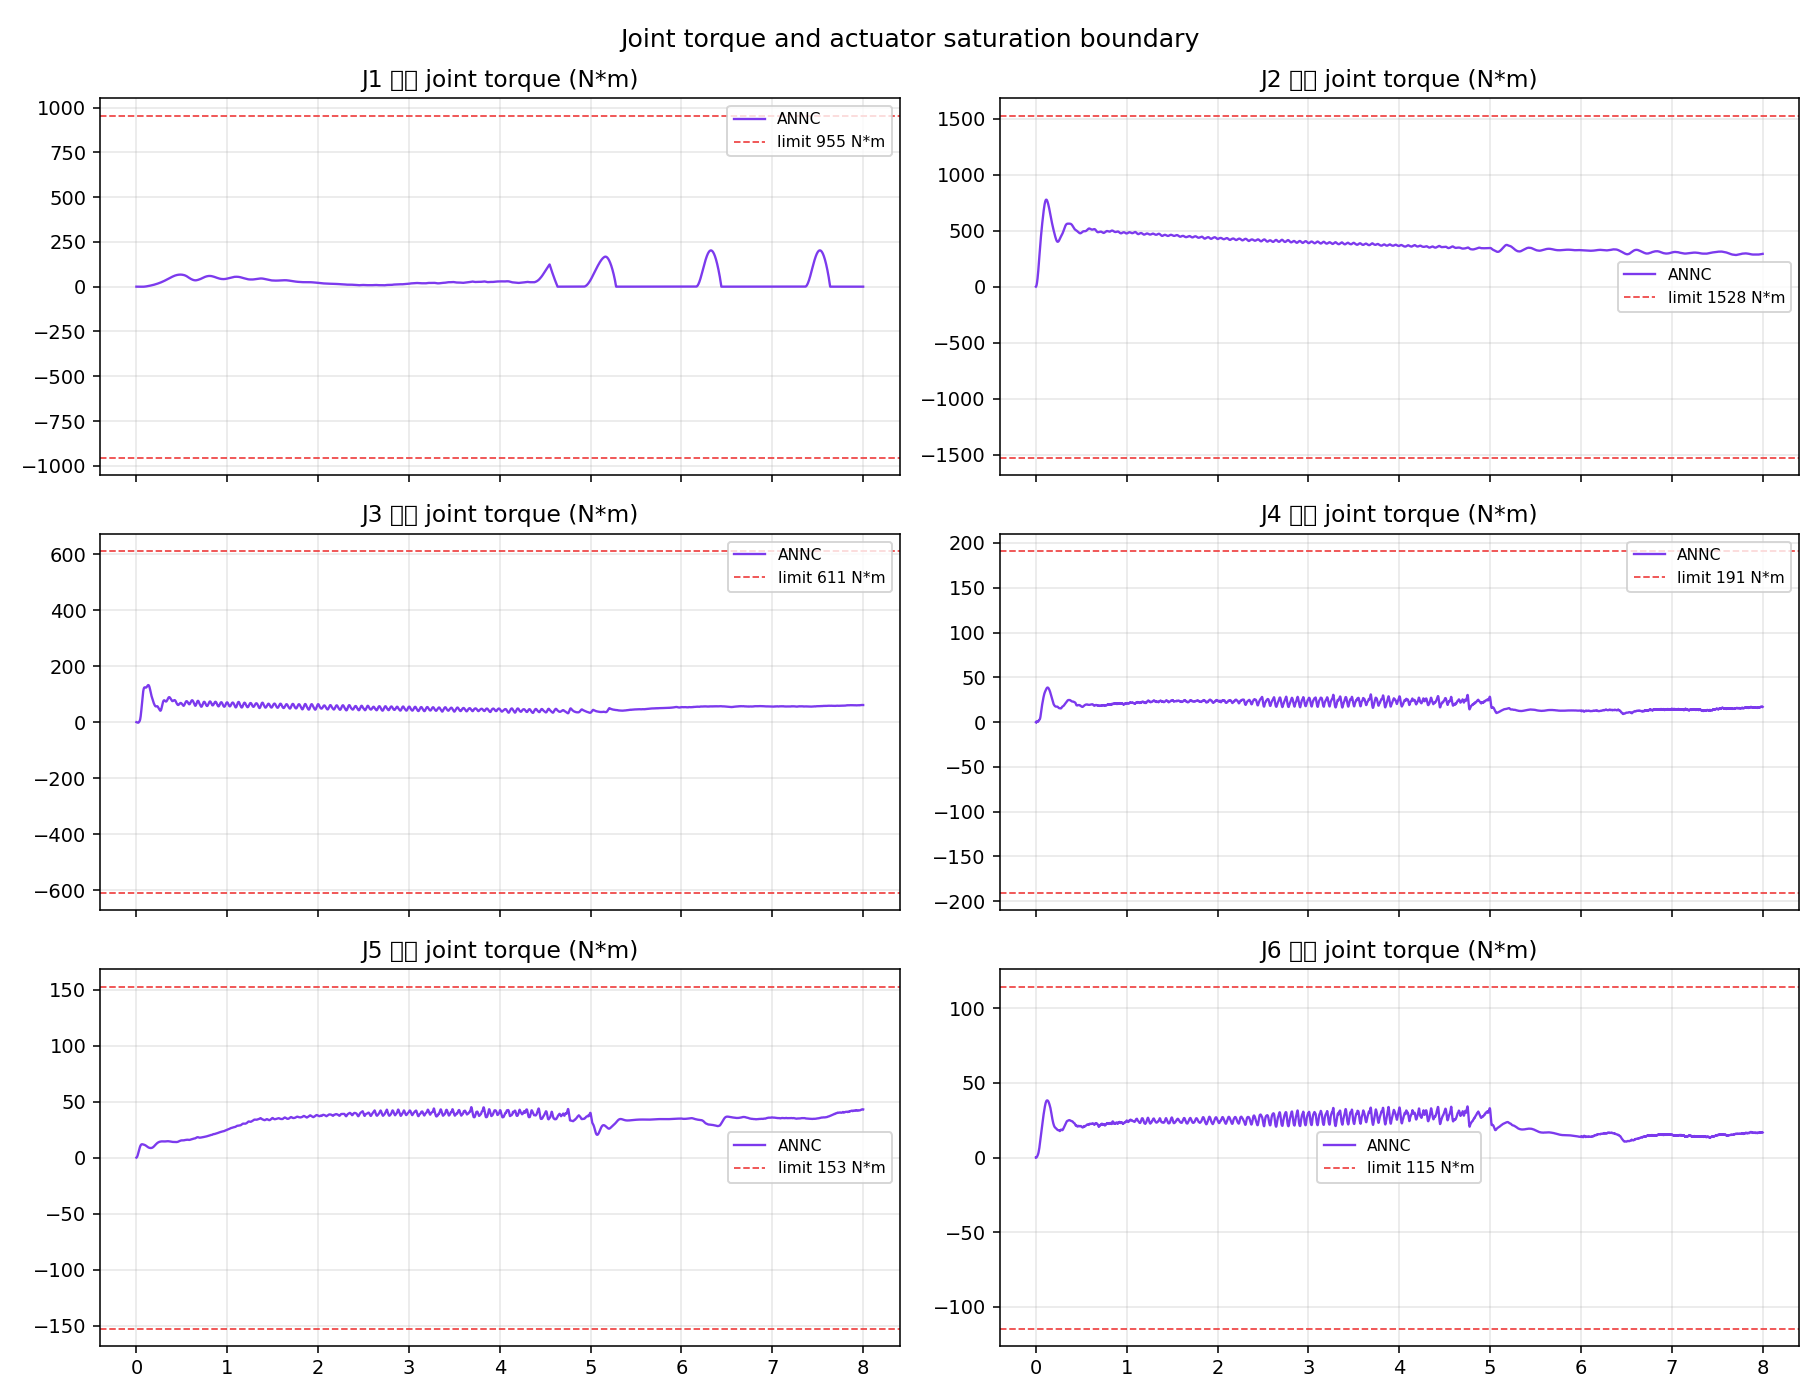 Joint torque and actuator saturation boundary
J1 joint torque (N*m)
1000
750
500
250
0
−250
−500
−750
−1000
ANNC
limit 955 N*m
J2 joint torque (N*m)
1500
1000
500
0
−500
−1000
−1500
ANNC
limit 1528 N*m
J3 joint torque (N*m)
600
400
200
0
−200
−400
−600
ANNC
limit 611 N*m
J4 joint torque (N*m)
200
150
100
50
0
−50
−100
−150
−200
ANNC
limit 191 N*m
J5 joint torque (N*m)
150
100
50
0
−50
−100
−150
ANNC
limit 153 N*m
0 1 2 3 4 5 6 7 8
J6 joint torque (N*m)
100
50
0
−50
−100
ANNC
limit 115 N*m
0 1 2 3 4 5 6 7 8